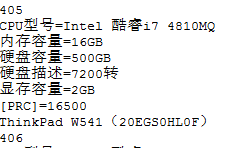 405
CPU型号=Intel 酷睿i7 4810MQ
内存容量=16GB
硬盘容量=500GB
硬盘描述=7200转
显存容量=2GB
[PRC]=16500
ThinkPad W541（20EGS0HL0F）
406